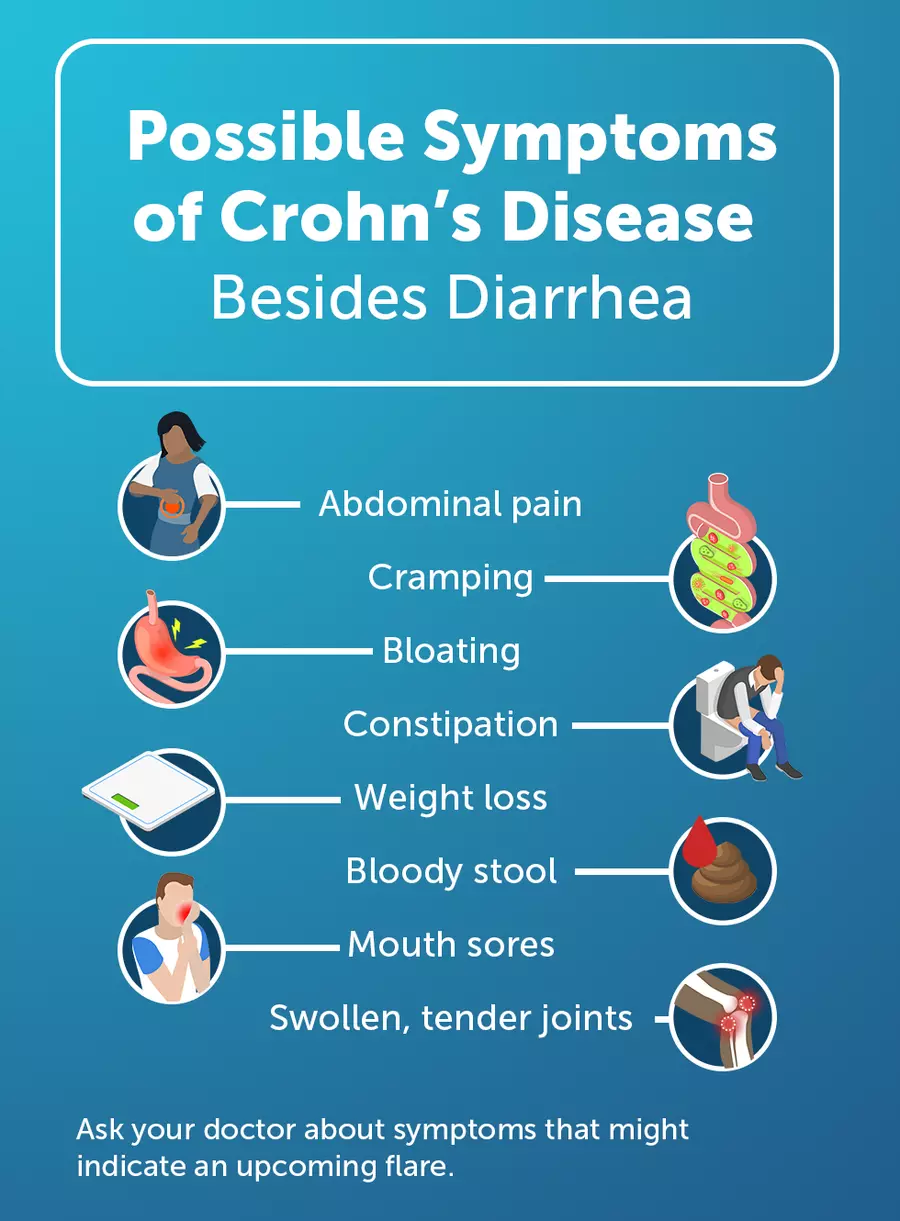 Possible Symptoms
of Crohn’s Disease
Besides Diarrhea
Abdominal pain
Cramping
Bloating
Constipation
Weight loss
Bloody stool
Mouth sores
Swollen, tender joints
Ask your doctor about symptoms that might
indicate an upcoming flare.